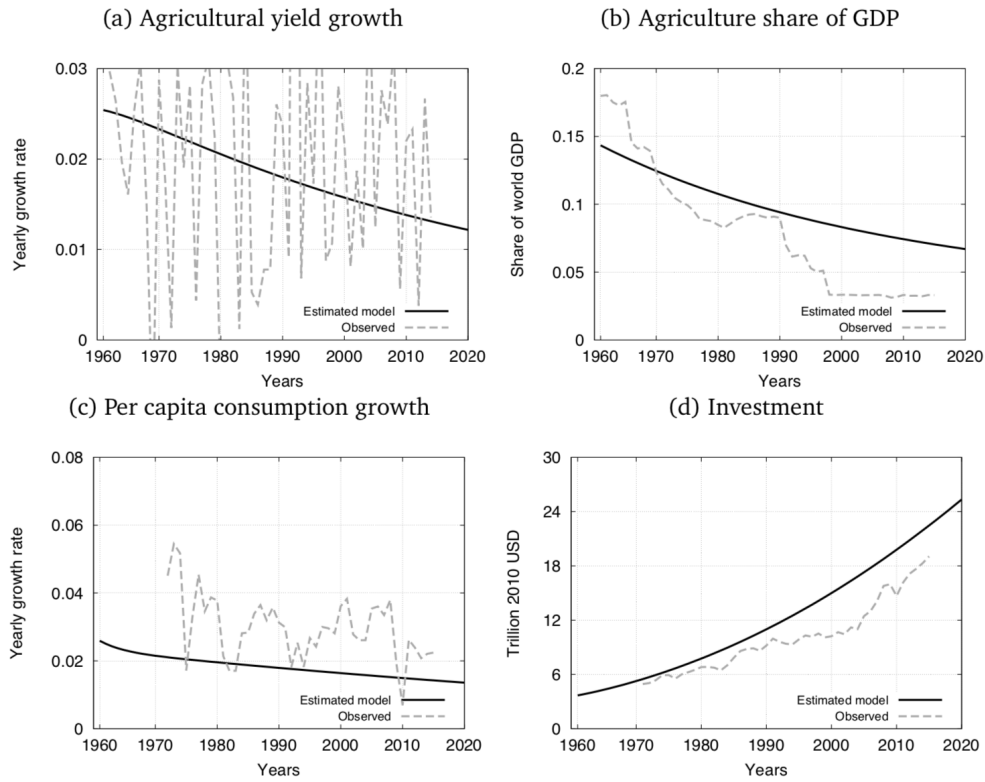 (a) Agricultural yield growth
0.03
0.02
0.01
0
Yearly growth rate
Estimated model
Observed
1960 1970 1980 1990 2000 2010 2020
Years
(b) Agriculture share of GDP
0.2
0.15
0.1
0.05
0
Share of world GDP
Estimated model
Observed
1960 1970 1980 1990 2000 2010 2020
Years
(c) Per capita consumption growth
0.08
0.06
0.04
0.02
0
Yearly growth rate
Estimated model
Observed
1960 1970 1980 1990 2000 2010 2020
Years
(d) Investment
30
24
18
12
6
0
Trillion 2010 USD
Estimated model
Observed
1960 1970 1980 1990 2000 2010 2020
Years